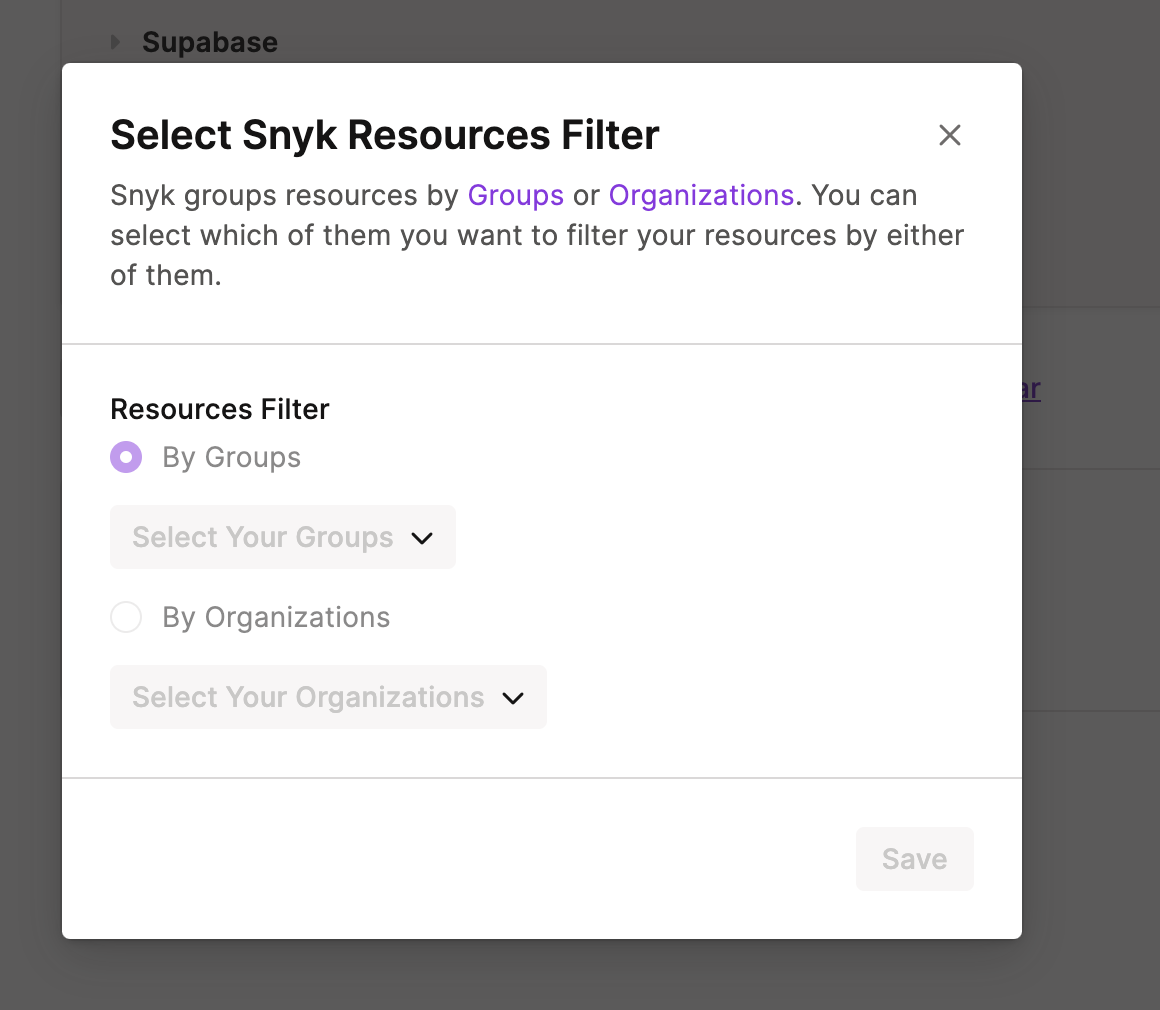 Supabase
Select Snyk Resources Filter
Snyk groups resources by Groups or Organizations. You can
select which of them you want to filter your resources by either
of them.
ar
Resources Filter
By Groups
Select Your Groups
By Organizations
Select Your Organizations
Save